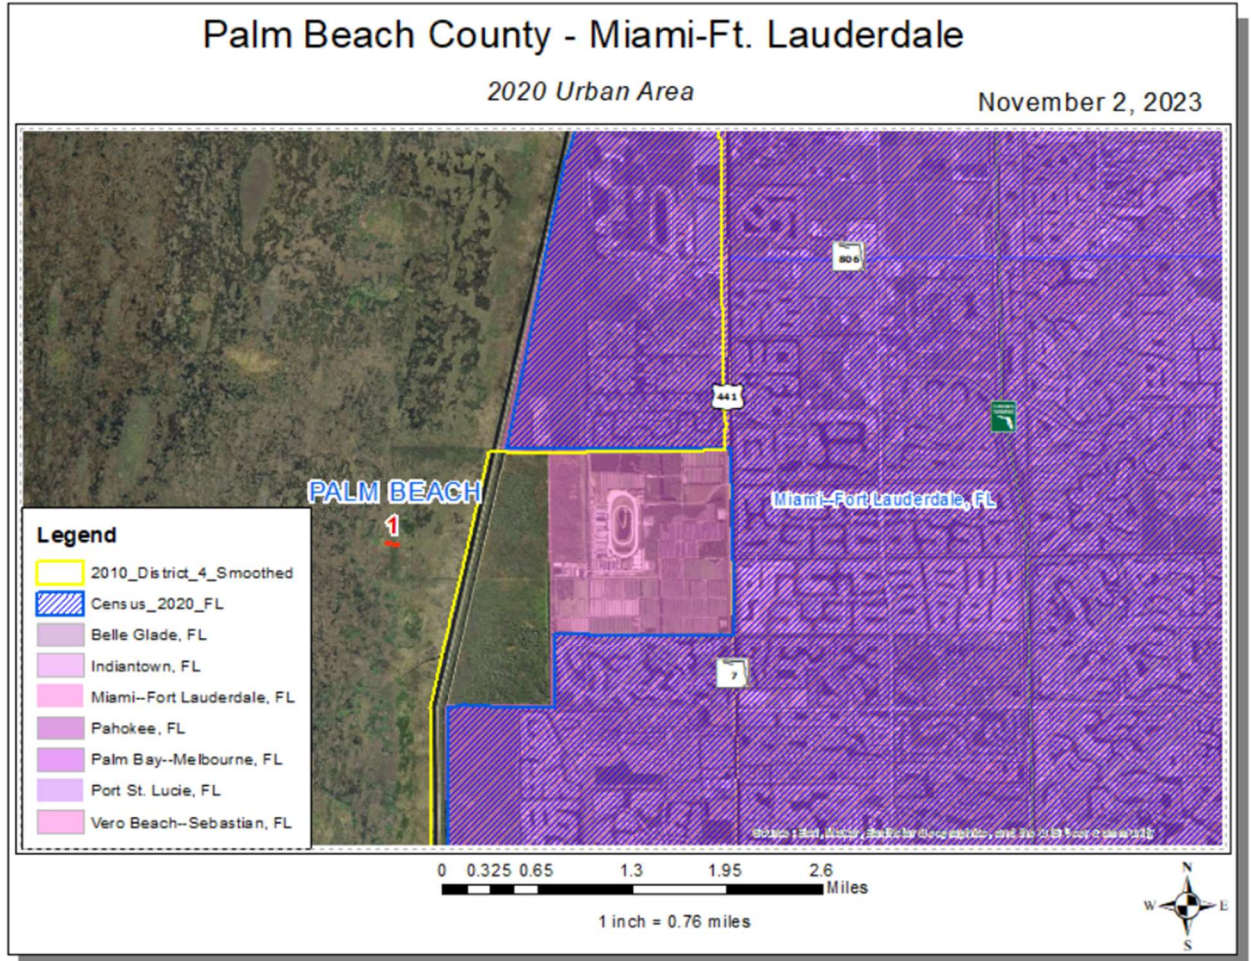 Palm Beach County - Miami-Ft. Lauderdale
2020 Urban Area
November 2, 2023
806
441
PALM BEACH
1
Miami--Fort Lauderdale, FL
7
Legend
2010_District_4_Smoothed
Census_2020_FL
Belle Glade, FL
Indiantown, FL
Miami--Fort Lauderdale, FL
Pahokee, FL
Palm Bay--Melbourne, FL
Port St. Lucie, FL
Vero Beach--Sebastian, FL
0 0.325 0.65 1.3 1.95 2.6
Miles
1 inch = 0.76 miles
N
W E
S